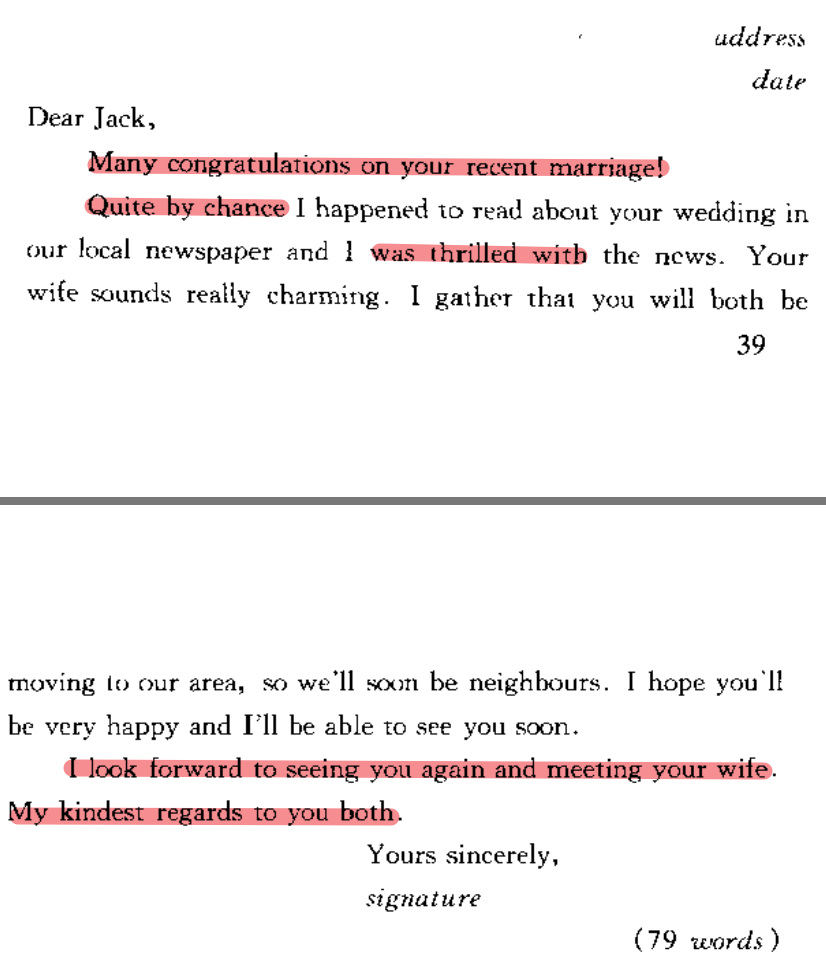 address
date
Dear Jack,
Many congratulations on your recent marriage!
Quite by chance I happened to read about your wedding in
our local newspaper and I was thrilled with the news. Your
wife sounds really charming. I gather that you will both be
39
moving to our area, so we'll soon be neighbours. I hope you'll
be very happy and I'll be able to see you soon.
I look forward to seeing you again and meeting your wife.
My kindest regards to you both.
Yours sincerely,
signature
(79 words)